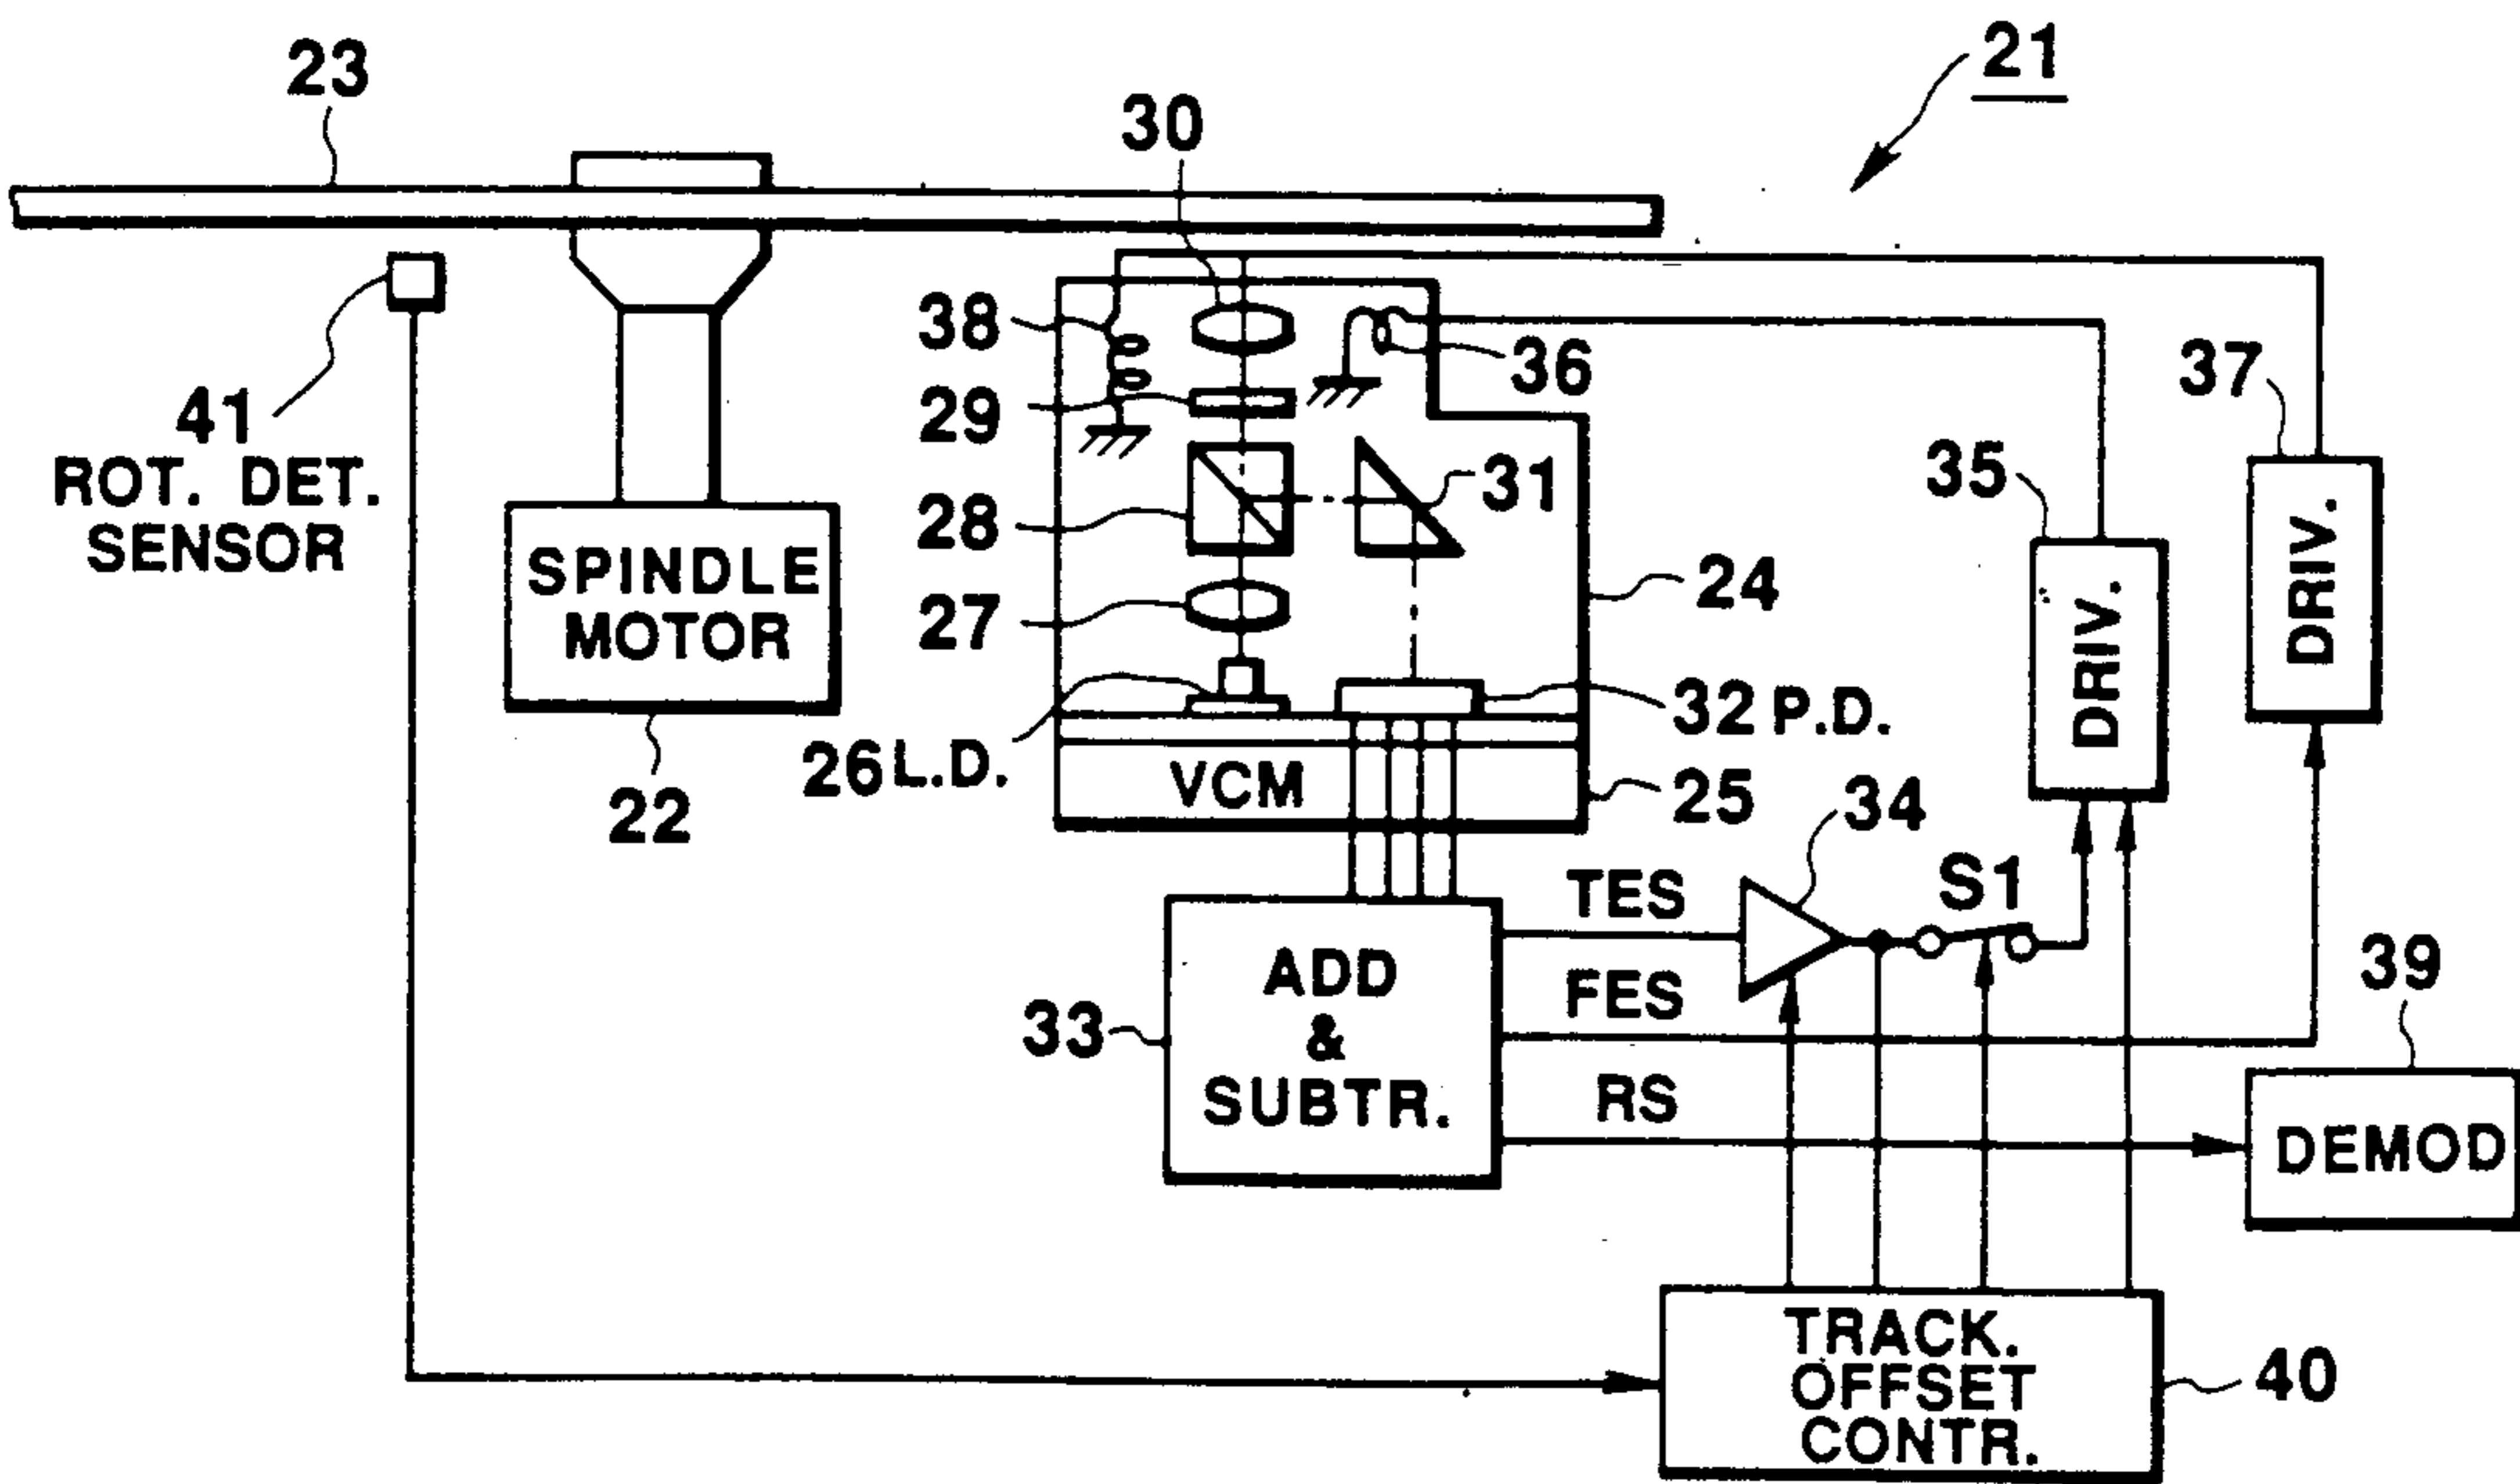 21
23
30
38
36
37
29
41
ROT. DET.
SENSOR
35
31
28
DRIV.
SPINDLE
MOTOR
24
DRIV.
27
32 P.D.
26 L.D.
VCM
25
34
22
TES
S1
ADD
&
SUBTR.
FES
39
33
RS
DEMOD
TRACK.
OFFSET
CONTR.
40